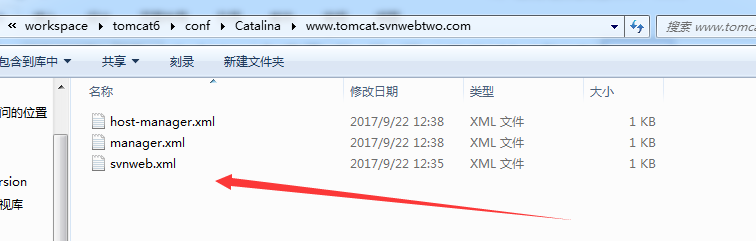 « workspace ▸ tomcat6 ▸ conf ▸ Catalina ▸ www.tomcat.svnwebtwo.com
搜索 www.tomca
包含到库中 共享 刻录 新建文件夹
名称 修改日期 类型 大小
问的位置
host-manager.xml 2017/9/22 12:38 XML 文件 1 KB
manager.xml 2017/9/22 12:38 XML 文件 1 KB
svnweb.xml 2017/9/22 12:35 XML 文件 1 KB
rsion
视库